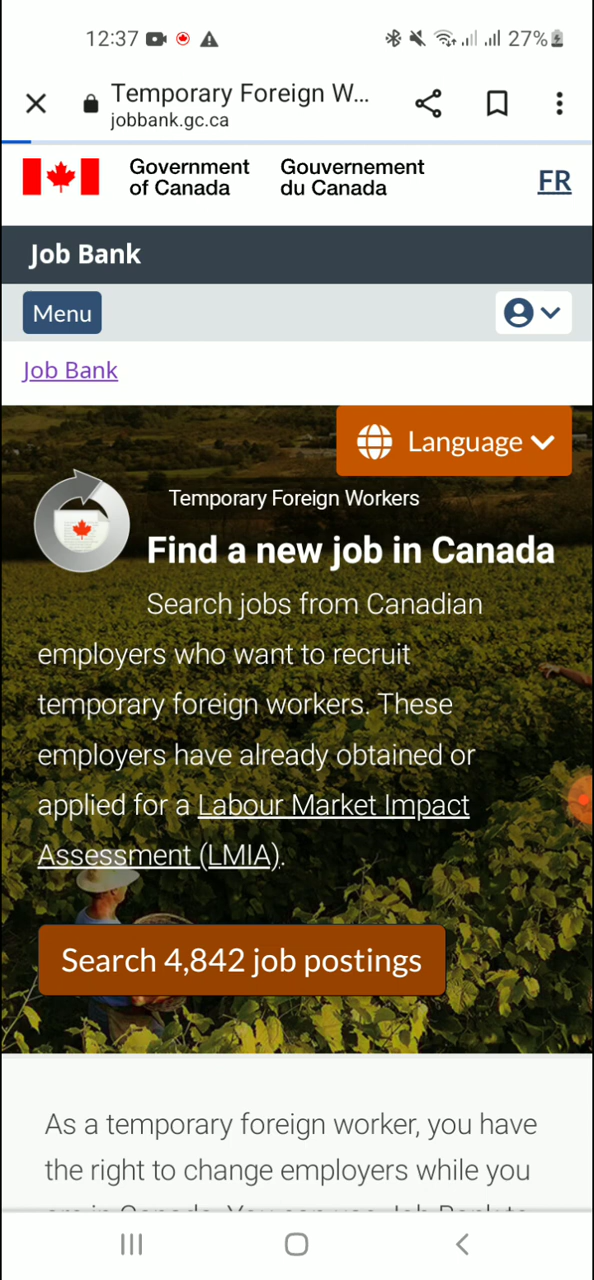 12:37 27%
Temporary Foreign W...
jobbank.gc.ca
Government Gouvernement
of Canada du Canada
FR
Job Bank
Menu
Job Bank
Language
Temporary Foreign Workers
Find a new job in Canada
Search jobs from Canadian
employers who want to recruit
temporary foreign workers. These
employers have already obtained or
applied for a Labour Market Impact
Assessment (LMIA).
Search 4,842 job postings
As a temporary foreign worker, you have
the right to change employers while you